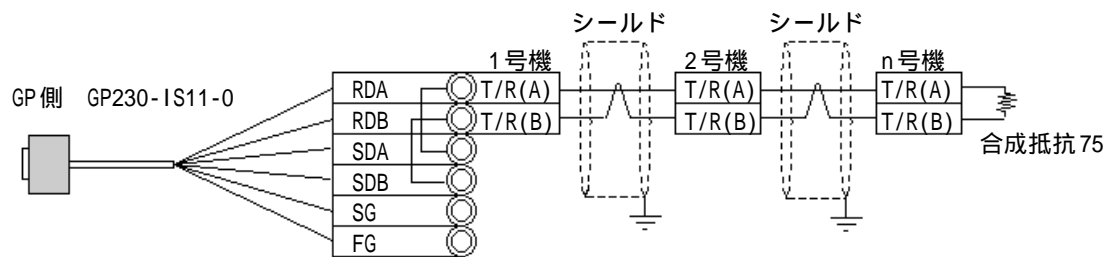 シールド
シールド
1号機
2号機
n号機
GP側 GP230-IS11-0
RDA
T/R(A)
T/R(A)
T/R(A)
RDB
T/R(B)
T/R(B)
T/R(B)
合成抵抗75
SDA
SDB
SG
FG